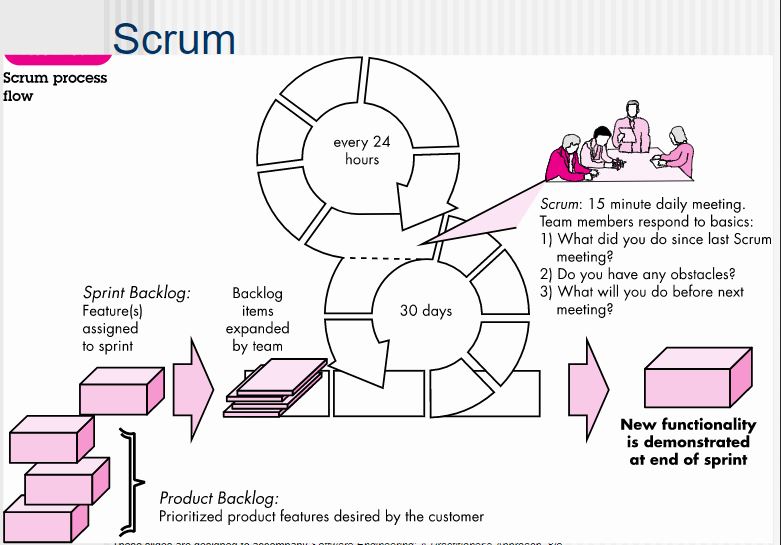 Scrum
Scrum process
flow
every 24
hours
Scrum: 15 minute daily meeting.
Team members respond to basics:
1) What did you do since last Scrum
meeting?
2) Do you have any obstacles?
3) What will you do before next
meeting?
30 days
Sprint Backlog:
Feature(s)
assigned
to sprint
Backlog
items
expanded
by team
New functionality
is demonstrated
at end of sprint
Product Backlog:
Prioritized product features desired by the customer